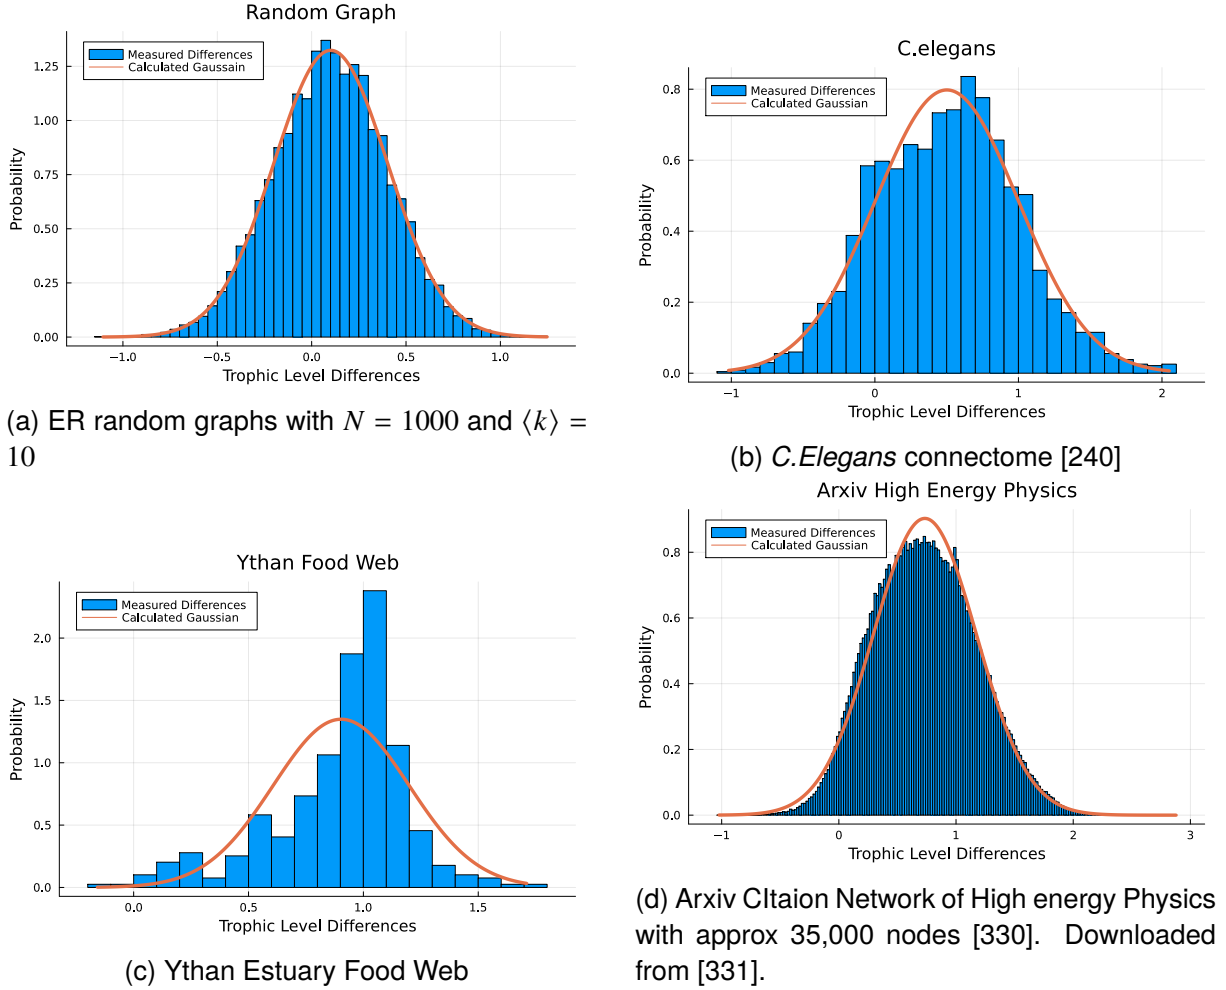 Random Graph
Measured Differences
Calculated Gaussain
Probability
1.25
1.00
0.75
0.50
0.25
0.00
−1.0
−0.5
0.0
0.5
1.0
Trophic Level Differences
(a) ER random graphs with N = 1000 and ⟨k⟩ =
10
C.elegans
Measured Differences
Calculated Gaussian
Probability
0.8
0.6
0.4
0.2
0.0
−1
0
1
2
Trophic Level Differences
(b) C.Elegans connectome [240]
Ythan Food Web
Measured Differences
Calculated Gaussian
Probability
2.0
1.5
1.0
0.5
0.0
0.0
0.5
1.0
1.5
Trophic Level Differences
(c) Ythan Estuary Food Web
Arxiv High Energy Physics
Measured Differences
Calculated Gaussian
Probability
0.8
0.6
0.4
0.2
0.0
−1
0
1
2
3
Trophic Level Differences
(d) Arxiv CItaion Network of High energy Physics
with approx 35,000 nodes [330]. Downloaded
from [331].